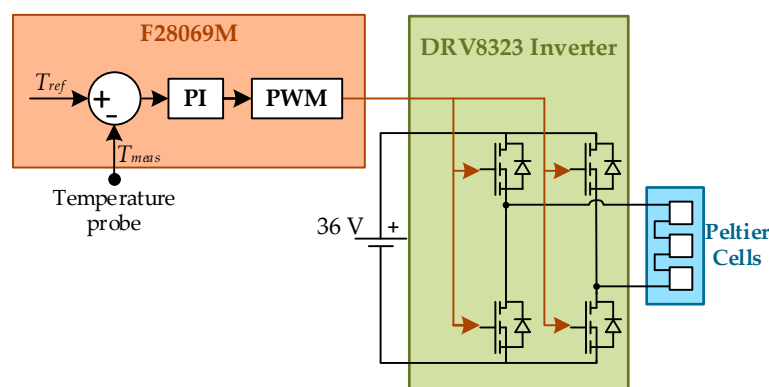 F28069M
DRV8323 Inverter
Tref
+
-
PI
PWM
Tmeas
Temperature
probe
36 V
+
Peltier
Cells